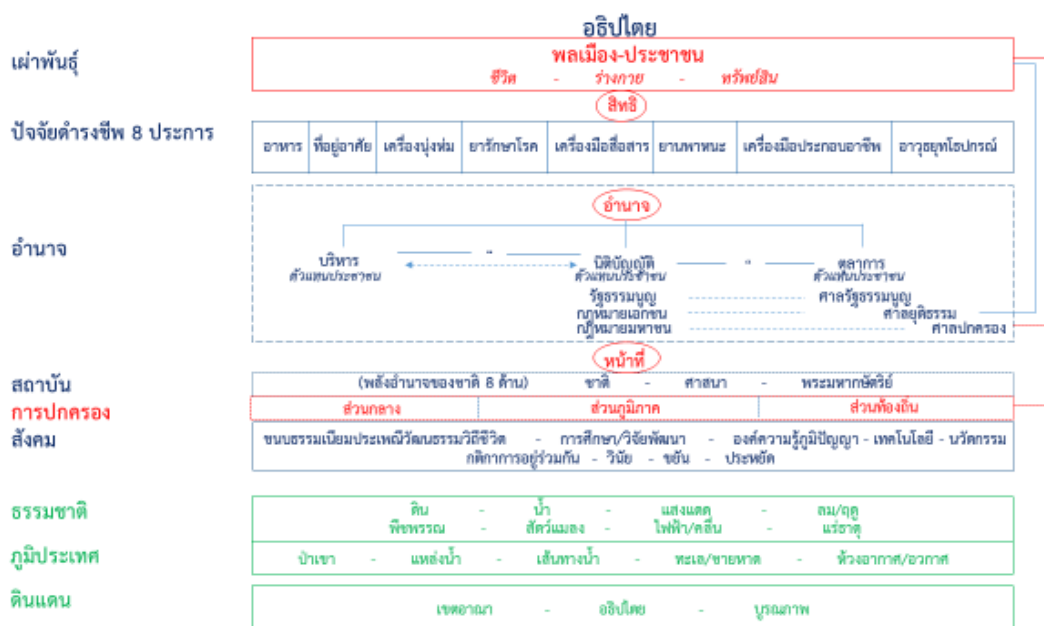 อธิปไตย
เผ่าพันธุ์
พลเมือง-ประชาชน
ชีวิต - ร่างกาย - ทรัพย์สิน
สิทธิ
ปัจจัยดำรงชีพ 8 ประการ
อาหาร ที่อยู่อาศัย เครื่องนุ่งห่ม ยารักษาโรค เครื่องมือสื่อสาร ยานพาหนะ เครื่องมือประกอบอาชีพ อาวุธยุทโธปกรณ์
อำนาจ
อำนาจ
บริหาร นิติบัญญัติ ตุลาการ
ตัวแทนประชาชน ตัวแทนประชาชน ตัวแทนประชาชน
รัฐธรรมนูญ ศาลรัฐธรรมนูญ
กฎหมายเอกชน ศาลยุติธรรม
กฎหมายมหาชน ศาลปกครอง
หน้าที่
สถาบัน (พลังอำนาจของชาติ 8 ด้าน) ชาติ - ศาสนา - พระมหากษัตริย์
การปกครอง ส่วนกลาง ส่วนภูมิภาค ส่วนท้องถิ่น
สังคม ขนบธรรมเนียมประเพณีวัฒนธรรมวิถีชีวิต - การศึกษา/วิจัยพัฒนา - องค์ความรู้ภูมิปัญญา - เทคโนโลยี - นวัตกรรม
กติกาการอยู่ร่วมกัน - วินัย - ขยัน - ประหยัด
ธรรมชาติ ดิน - น้ำ - แสงแดด - ลม/ฤดู
พืชพรรณ - สัตว์แมลง - ไฟฟ้า/คลื่น - แร่ธาตุ
ภูมิประเทศ ป่าเขา - แหล่งน้ำ - เส้นทางน้ำ - ทะเล/ชายหาด - ห้วงอากาศ/อวกาศ
ดินแดน
เขตอาณา - อธิปไตย - บูรณภาพ